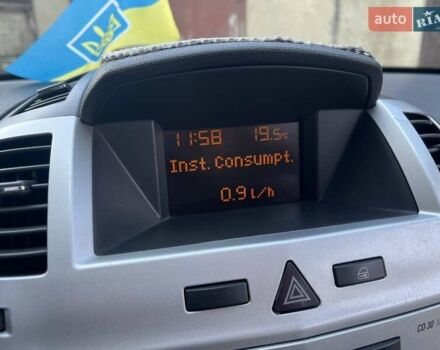 auto RIA
11:58 19.5°c
Inst.Consumpt.
0.9 L/h
CD 30